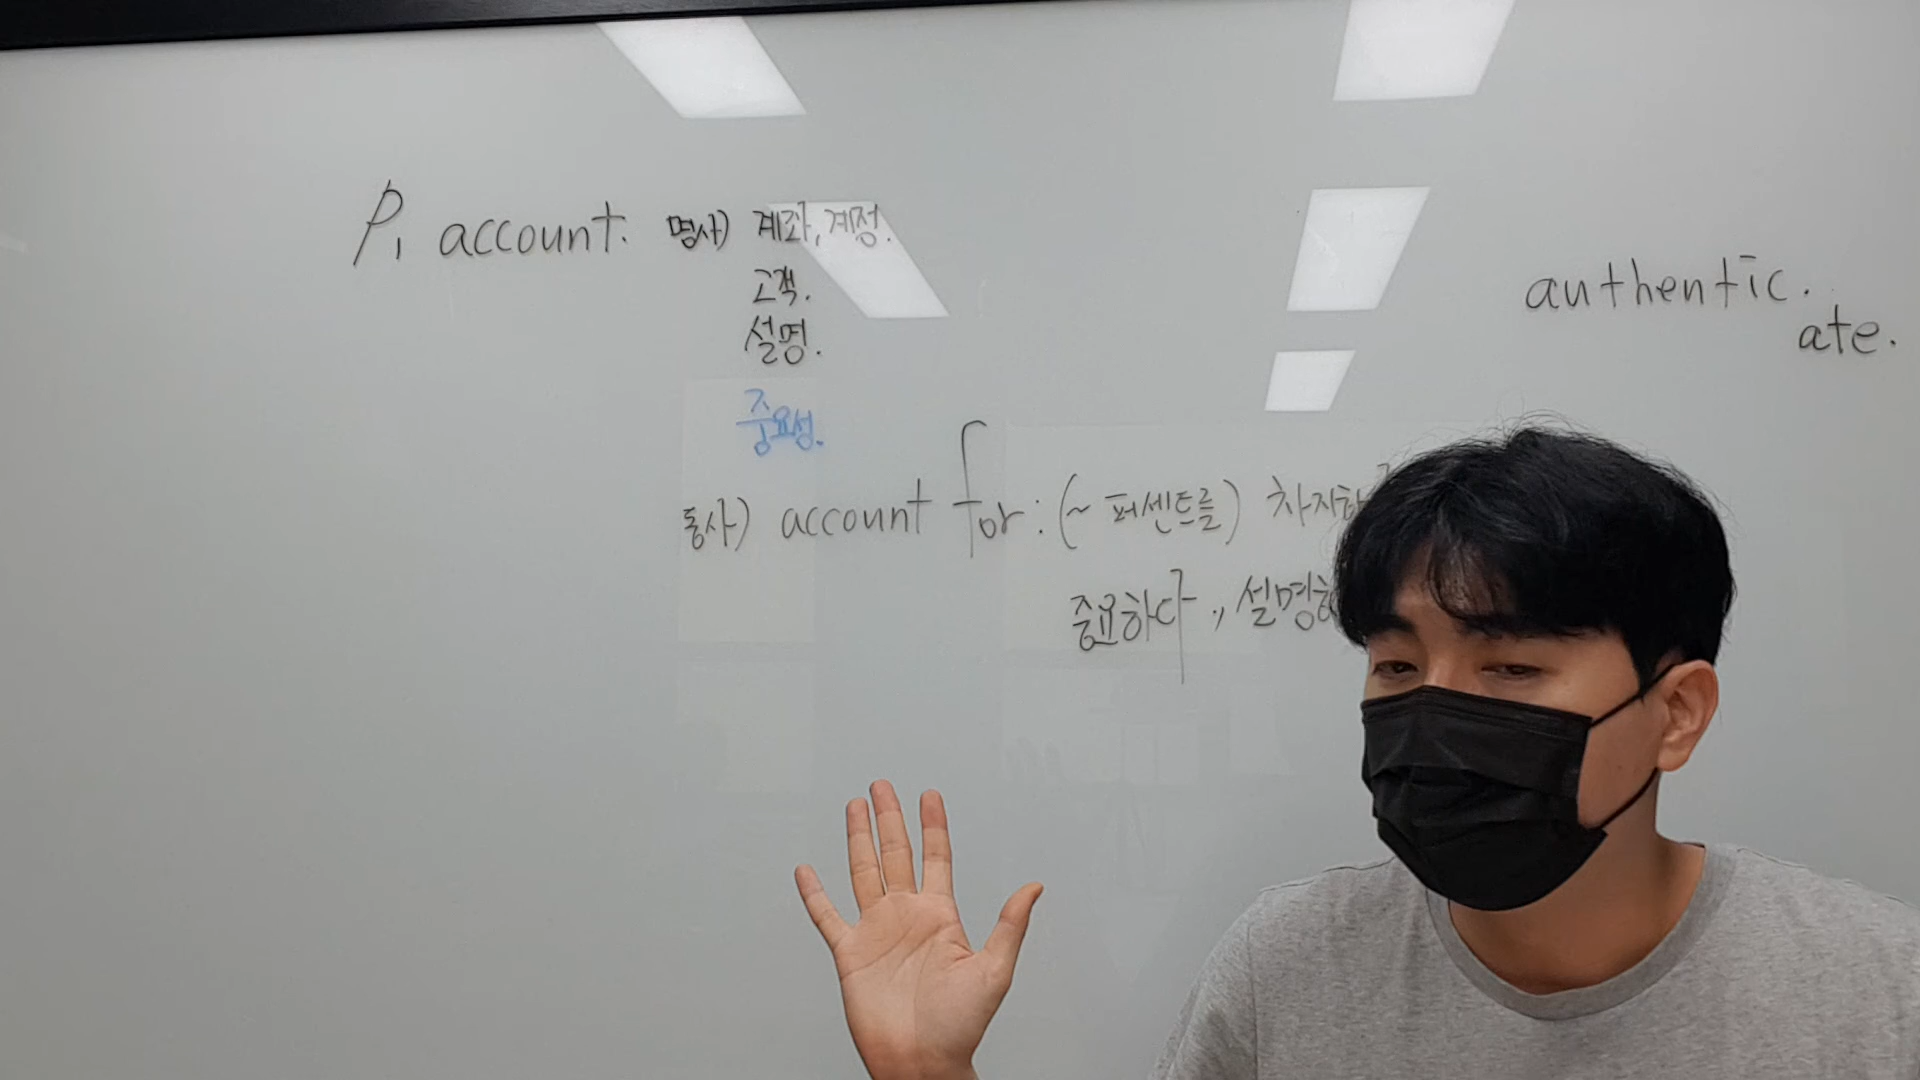 P, account. 명사) 계좌, 계정.
고객.
설명.
중요성.
동사) account for : (~ 퍼센트를) 차지하
중요하다., 설명하
authentic.
ate.